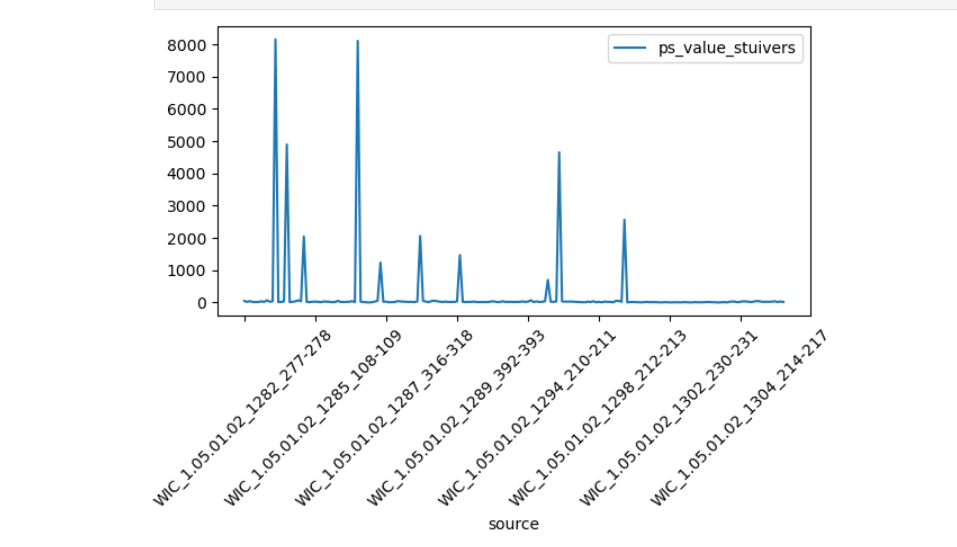 ps_value_stuivers
8000
7000
6000
5000
4000
3000
2000
1000
0
WIC_1.05.01.02_1282_277-278
WIC_1.05.01.02_1285_108-109
WIC_1.05.01.02_1287_316-318
WIC_1.05.01.02_1289_392-393
WIC_1.05.01.02_1294_210-211
WIC_1.05.01.02_1298_212-213
WIC_1.05.01.02_1302_230-231
WIC_1.05.01.02_1304_214-217
source